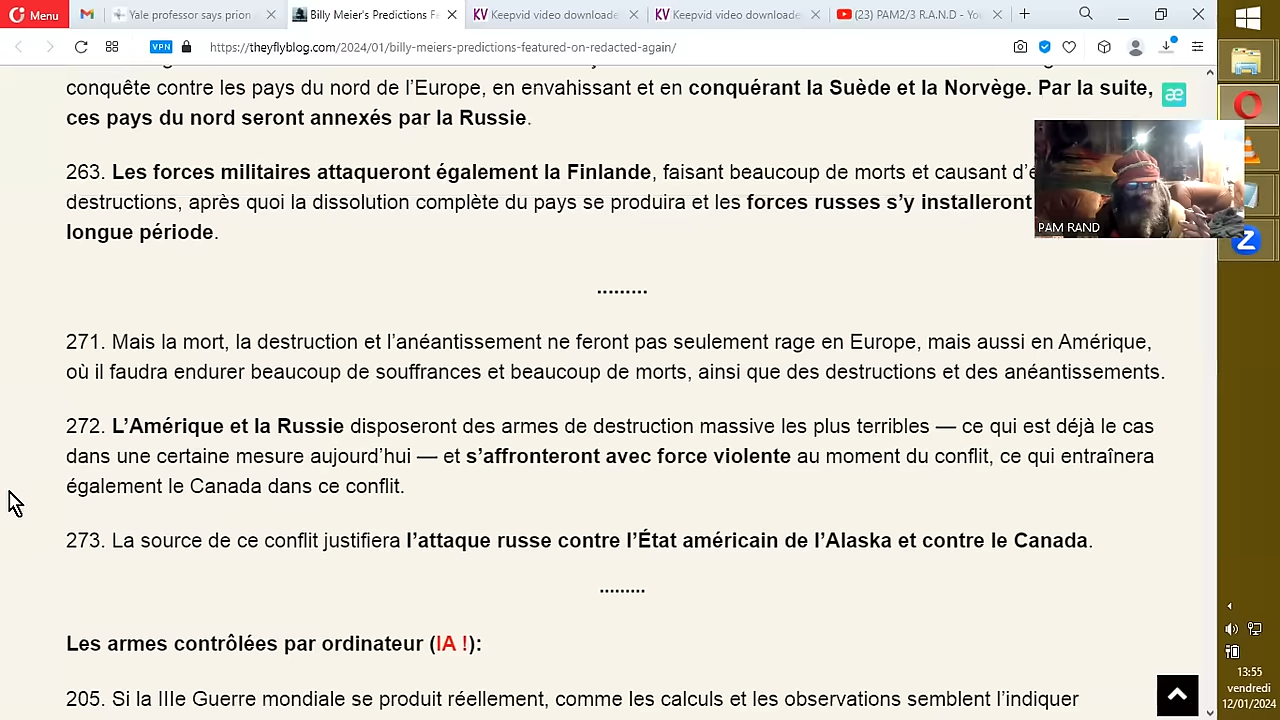 Menu
Yale professor says prion
Billy Meier's Predictions Fe
KV Keepvid video downloade
KV Keepvid video downloade
(23) PAM2/3 R.A.N.D - You
VPN
https://theyflyblog.com/2024/01/billy-meiers-predictions-featured-on-redacted-again/
conquête contre les pays du nord de l'Europe, en envahissant et en conquérant la Suède et la Norvège. Par la suite,
æ
ces pays du nord seront annexés par la Russie.
263. Les forces militaires attaqueront également la Finlande, faisant beaucoup de morts et causant
destructions, après quoi la dissolution complète du pays se produira et les forces russes s'y installeront
longue période.
PAM RAND
Z
.........
271. Mais la mort, la destruction et l'anéantissement ne feront pas seulement rage en Europe, mais aussi en Amérique,
où il faudra endurer beaucoup de souffrances et beaucoup de morts, ainsi que des destructions et des anéantissements.
272. L'Amérique et la Russie disposeront des armes de destruction massive les plus terribles — ce qui est déjà le cas
dans une certaine mesure aujourd'hui — et s'affronteront avec force violente au moment du conflit, ce qui entraînera
également le Canada dans ce conflit.
273. La source de ce conflit justifiera l'attaque russe contre l'État américain de l'Alaska et contre le Canada.
.........
Les armes contrôlées par ordinateur (IA !):
205. Si la IIIe Guerre mondiale se produit réellement, comme les calculs et les observations semblent l'indiquer
13:55
vendredi
12/01/2024